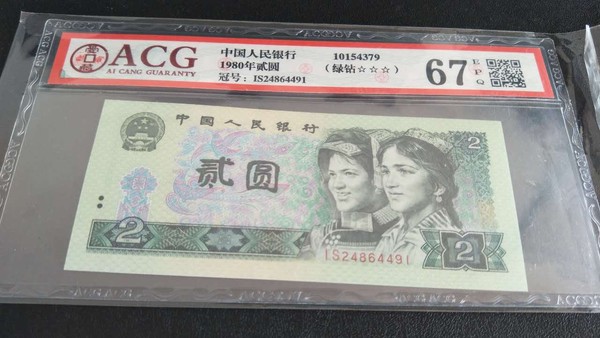 ACG
AI CANG GUARANTY
中国人民银行 10154379
1980年贰圆 (绿钻☆☆☆)
冠号: IS24864491
67 EPQ
中国人民银行
贰圆
2
2
2
IS24864491